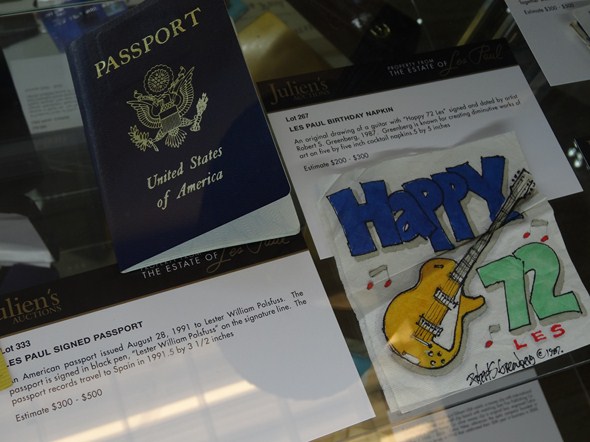 PASSPORT
United States
of America
Julien's
AUCTIONS
PROPERTY FROM
THE ESTATE OF Les Paul
Lot 267
LES PAUL BIRTHDAY NAPKIN
An original drawing of a guitar with "Happy 72 Les" signed and dated by artist
Robert S. Greenberg, 1987. Greenberg is known for creating diminutive works of
art on five by five inch cocktail napkins.5 by 5 inches
Estimate $200 - $300
Happy
72
LES
Robert S. Greenberg © 1987.
THE ESTATE OF Les Paul
Julien's
AUCTIONS
Lot 333
LES PAUL SIGNED PASSPORT
An American passport issued August 28, 1991 to Lester William Polsfuss. The
passport is signed in black pen, "Lester William Polsfuss" on the signature line. The
passport records travel to Spain in 1991.5 by 3 1/2 inches
Estimate $300 - $500